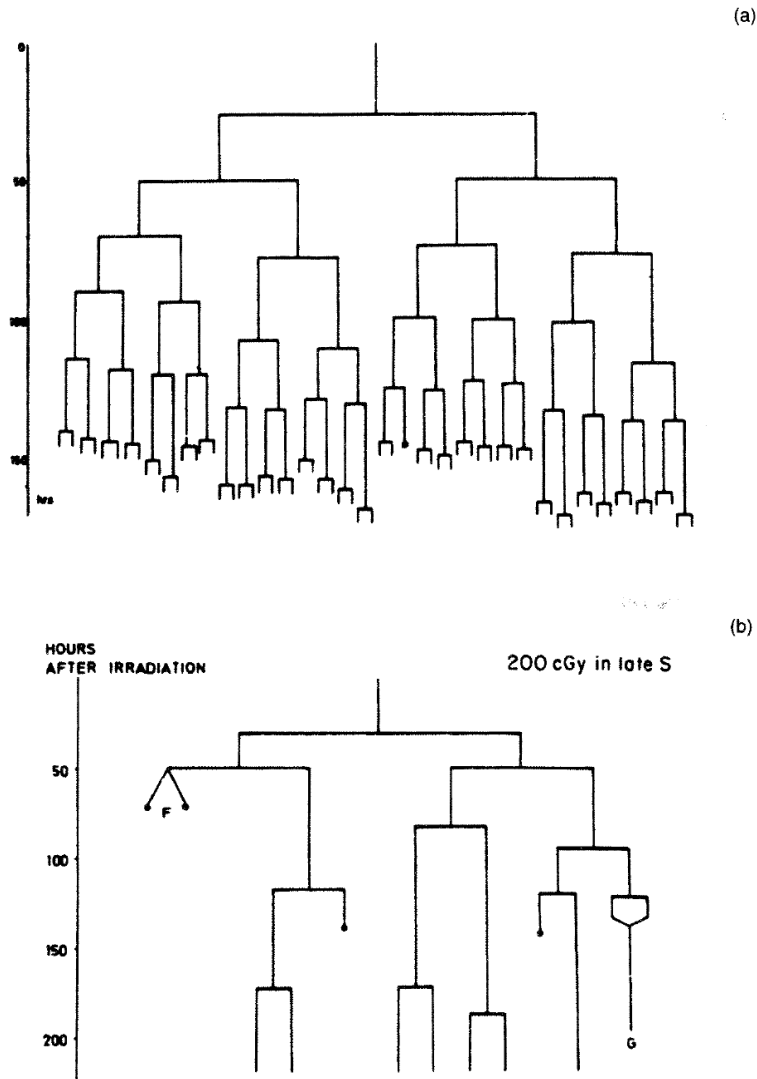 (a)
0
50
100
150
hrs
(b)
HOURS
AFTER IRRADIATION
200 cGy in late S
50
F
100
150
200
G